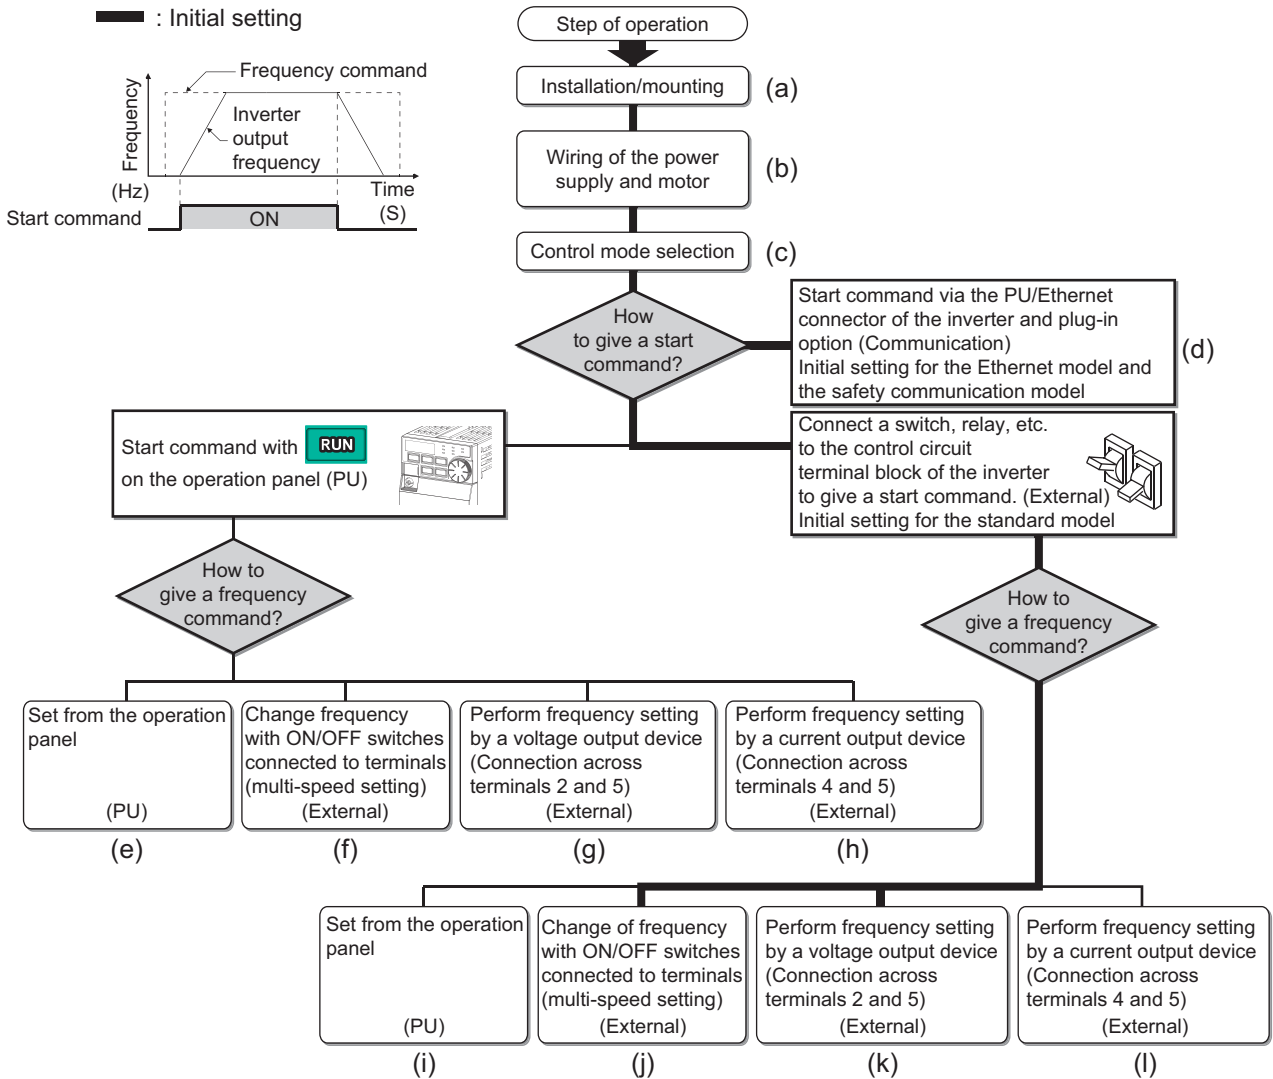 : Initial setting
Step of operation
Frequency command
Frequency
Inverter
output
frequency
(Hz)
Time
(S)
Start command
ON
Installation/mounting
(a)
Wiring of the power
supply and motor
(b)
Control mode selection
(c)
How
to give a start
command?
Start command via the PU/Ethernet
connector of the inverter and plug-in
option (Communication)
Initial setting for the Ethernet model and
the safety communication model
(d)
Start command with RUN
on the operation panel (PU)
Connect a switch, relay, etc.
to the control circuit
terminal block of the inverter
to give a start command. (External)
Initial setting for the standard model
How to
give a frequency
command?
How to
give a frequency
command?
Set from the operation
panel
(PU)
(e)
Change frequency
with ON/OFF switches
connected to terminals
(multi-speed setting)
(External)
(f)
Perform frequency setting
by a voltage output device
(Connection across
terminals 2 and 5)
(External)
(g)
Perform frequency setting
by a current output device
(Connection across
terminals 4 and 5)
(External)
(h)
Set from the operation
panel
(PU)
(i)
Change of frequency
with ON/OFF switches
connected to terminals
(multi-speed setting)
(External)
(j)
Perform frequency setting
by a voltage output device
(Connection across
terminals 2 and 5)
(External)
(k)
Perform frequency setting
by a current output device
(Connection across
terminals 4 and 5)
(External)
(l)